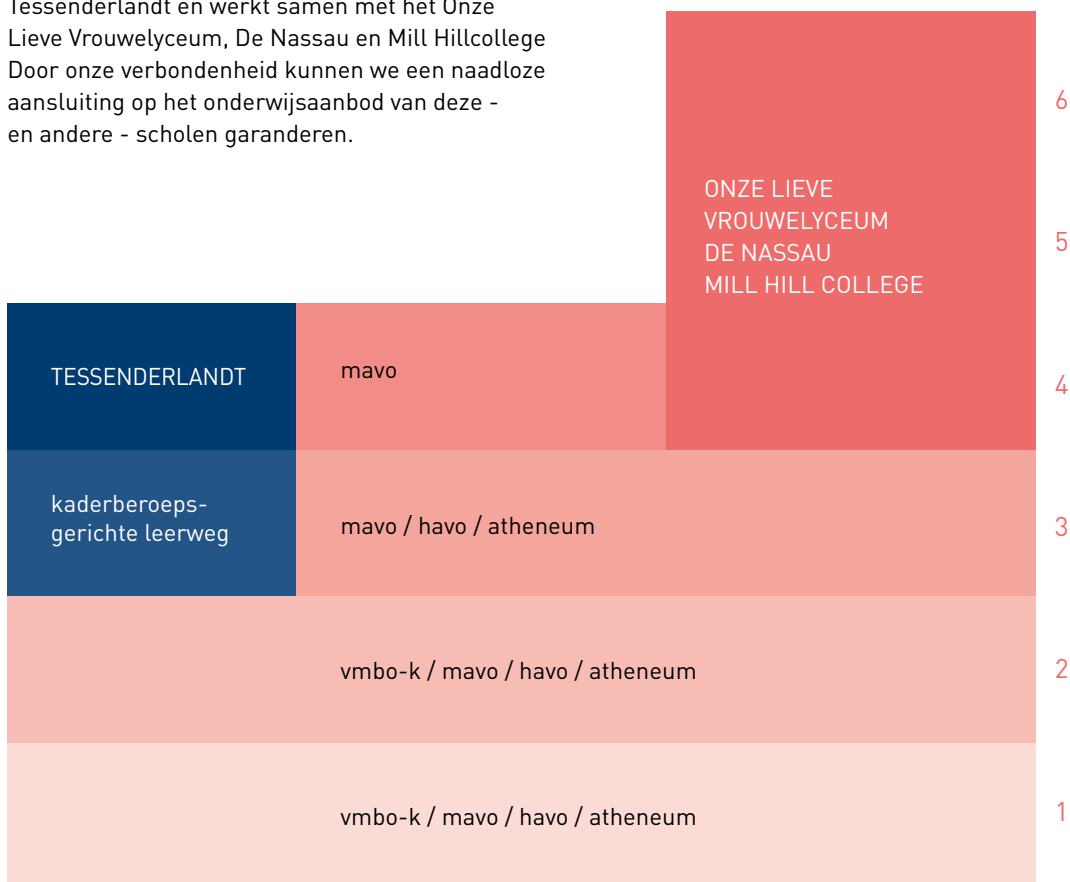 Tessenderlandt en werkt samen met het Onze
Lieve Vrouwelyceum, De Nassau en Mill Hillcollege
Door onze verbondenheid kunnen we een naadloze
aansluiting op het onderwijsaanbod van deze -
en andere - scholen garanderen.
6
ONZE LIEVE
VROUWELYCEUM
DE NASSAU
MILL HILL COLLEGE
5
TESSENDERLANDT
mavo
4
kaderberoeps-
gerichte leerweg
mavo / havo / atheneum
3
vmbo-k / mavo / havo / atheneum
2
vmbo-k / mavo / havo / atheneum
1